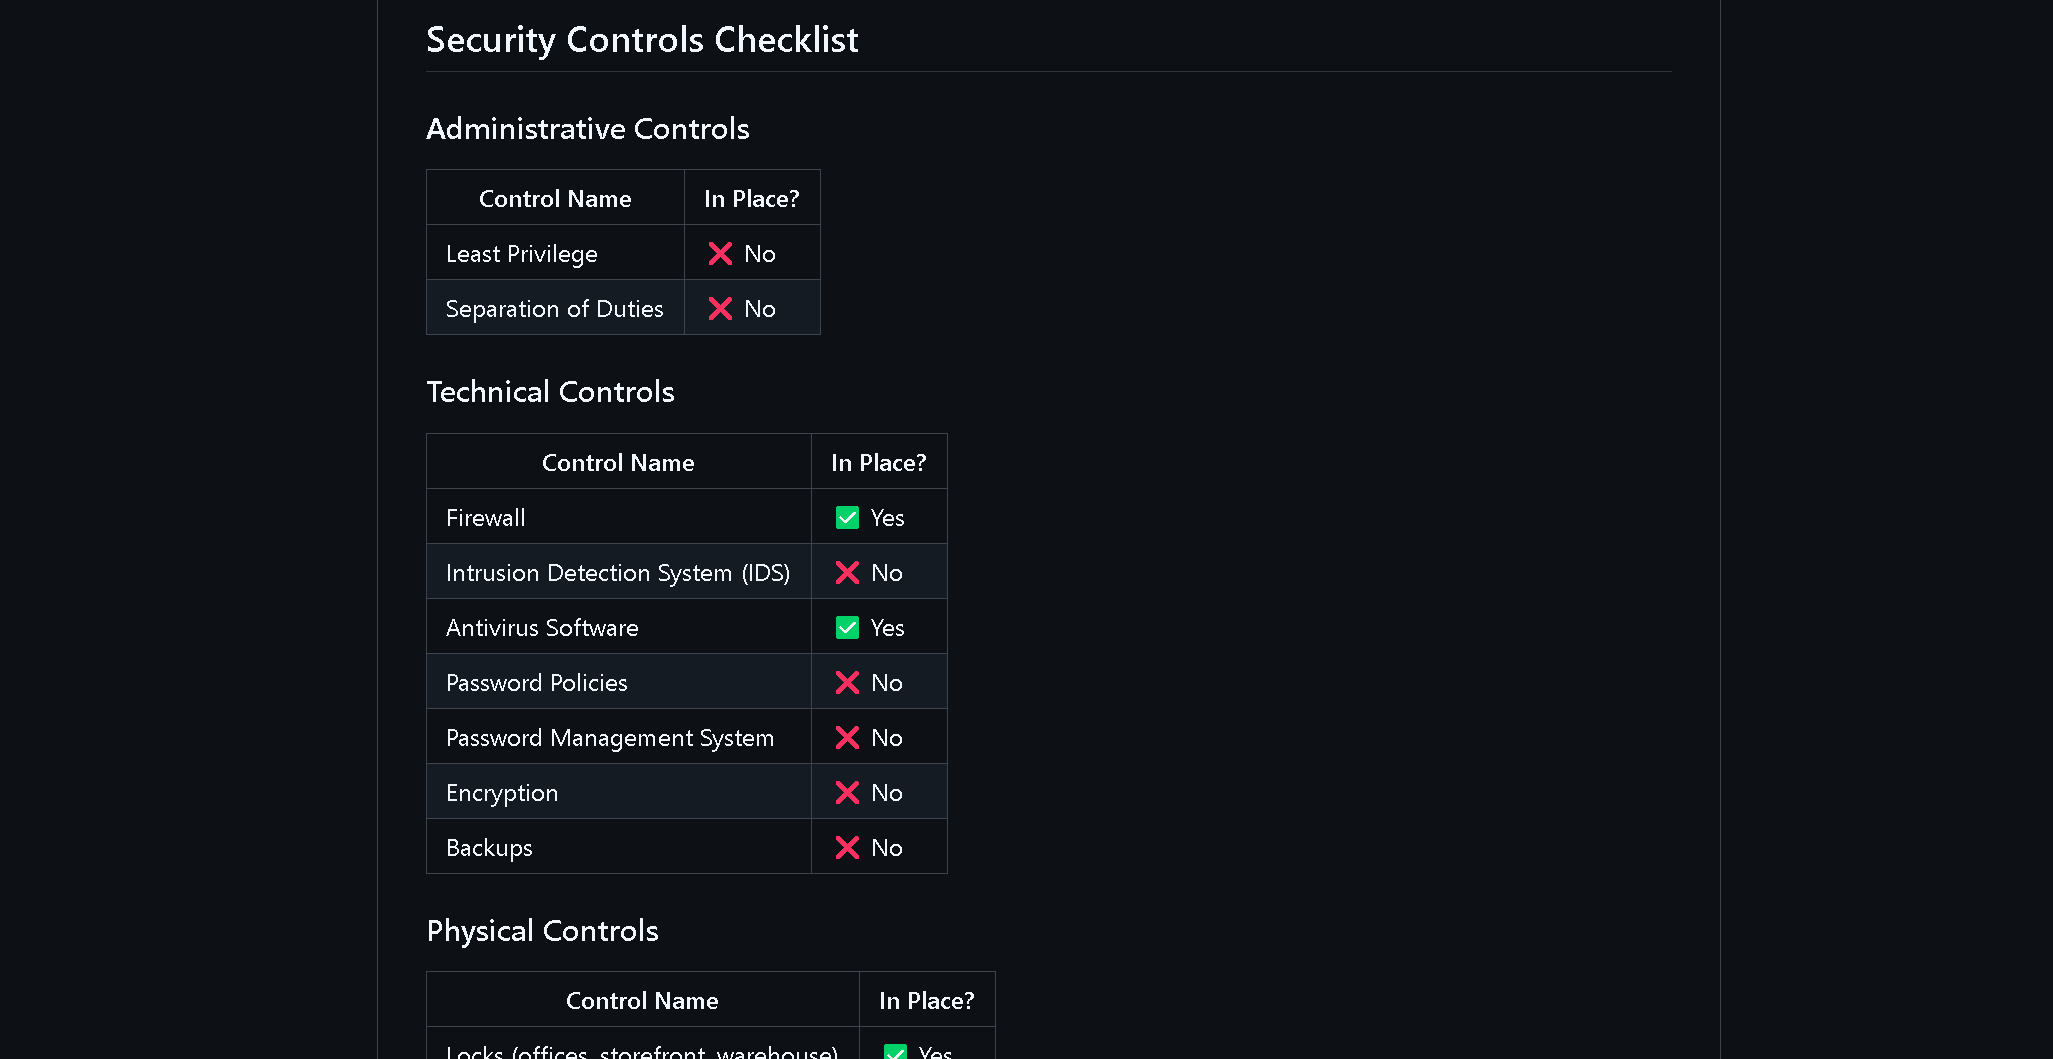 Security Controls Checklist
Administrative Controls
Control Name In Place?
Least Privilege ❌ No
Separation of Duties ❌ No
Technical Controls
Control Name In Place?
Firewall ✅ Yes
Intrusion Detection System (IDS) ❌ No
Antivirus Software ✅ Yes
Password Policies ❌ No
Password Management System ❌ No
Encryption ❌ No
Backups ❌ No
Physical Controls
Control Name In Place?
Locks (offices, storefront, warehouse) ✅ Yes